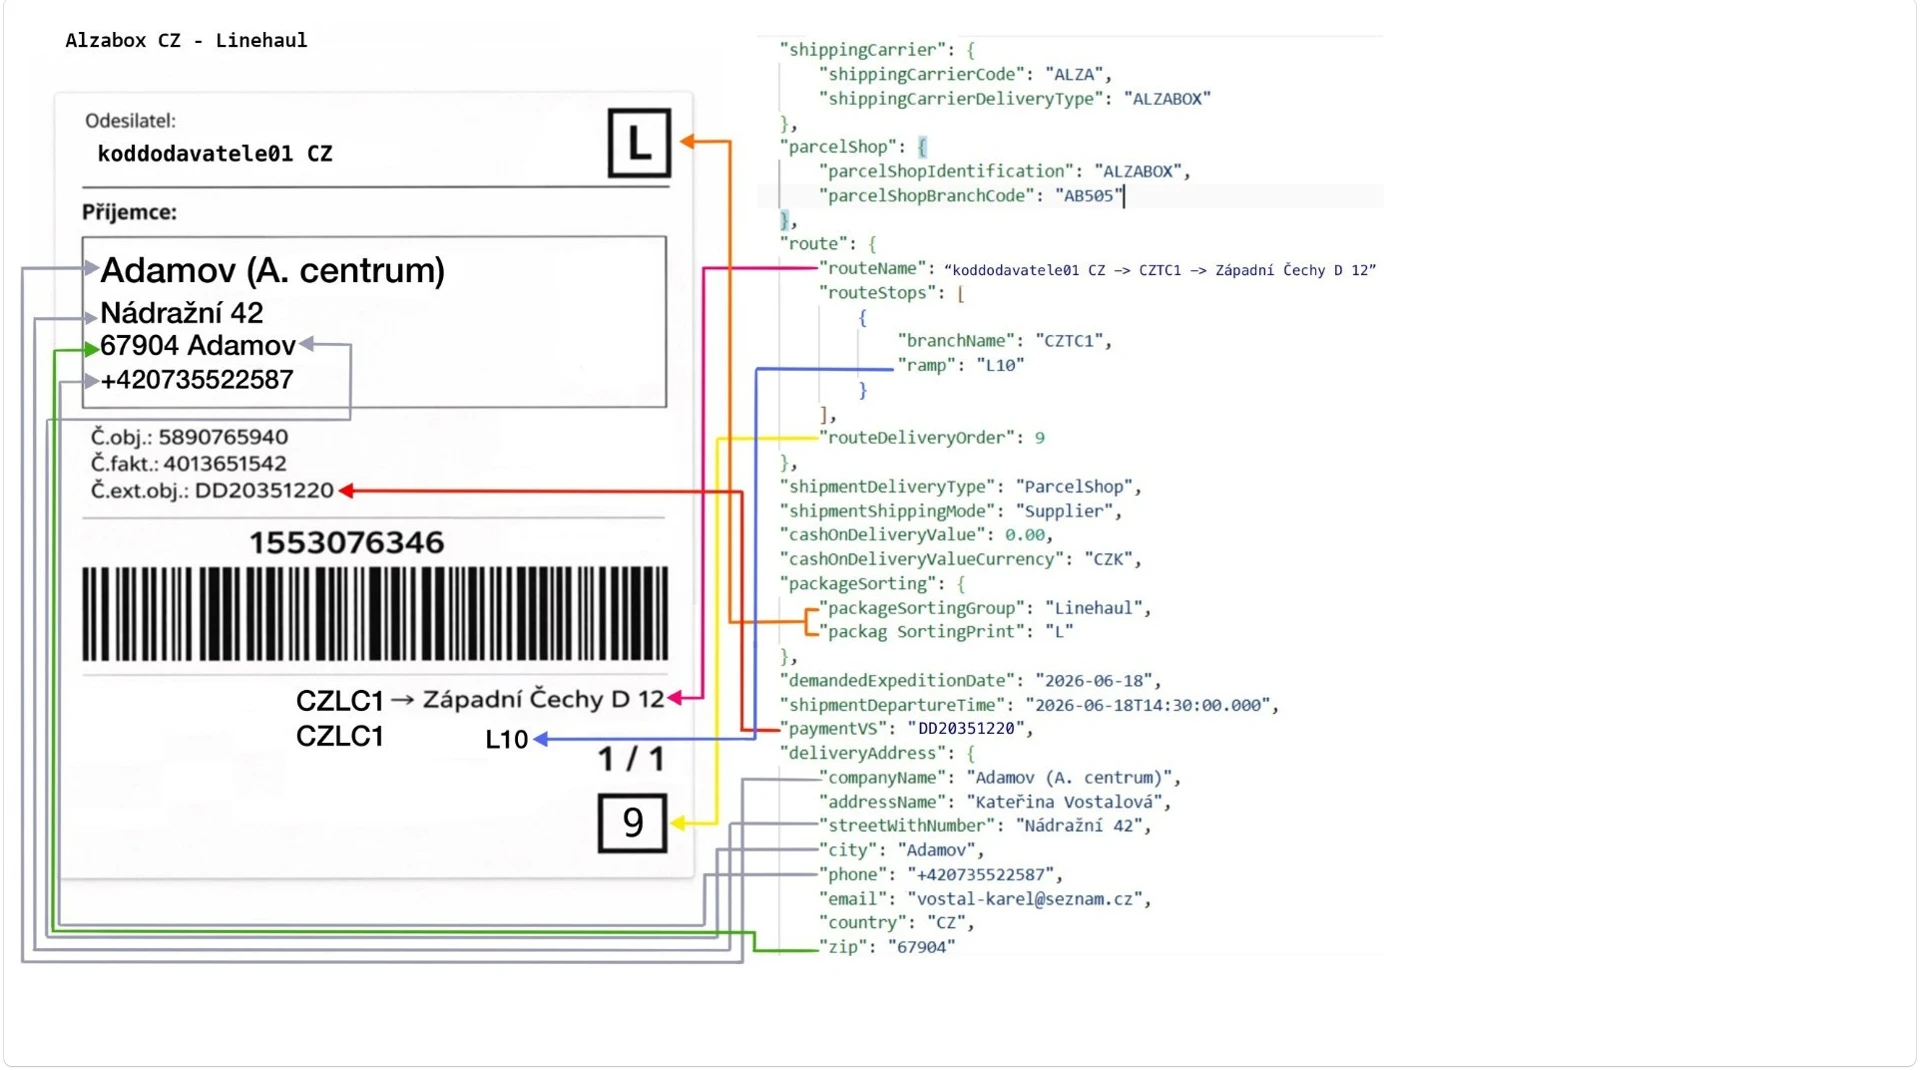 Alzabox CZ - Linehaul
Odesilatel:
koddodavatele01 CZ
L
Příjemce:
Adamov (A. centrum)
Nádražní 42
67904 Adamov
+420735522587
Č.obj.: 5890765940
Č.fakt.: 4013651542
Č.ext.obj.: DD20351220
1553076346
CZLC1 → Západní Čechy D 12
CZLC1 L10
1 / 1
9
"shippingCarrier": {
"shippingCarrierCode": "ALZA",
"shippingCarrierDeliveryType": "ALZABOX"
},
"parcelShop": {
"parcelShopIdentification": "ALZABOX",
"parcelShopBranchCode": "AB505"
},
"route": {
"routeName": “koddodavatele01 CZ –> CZTC1 –> Západní Čechy D 12”
"routeStops": [
{
"branchName": "CZTC1",
"ramp": "L10"
}
],
"routeDeliveryOrder": 9
},
"shipmentDeliveryType": "ParcelShop",
"shipmentShippingMode": "Supplier",
"cashOnDeliveryValue": 0.00,
"cashOnDeliveryValueCurrency": "CZK",
"packageSorting": {
"packageSortingGroup": "Linehaul",
"packag SortingPrint": "L"
},
"demandedExpeditionDate": "2026-06-18",
"shipmentDepartureTime": "2026-06-18T14:30:00.000",
"paymentVS": "DD20351220",
"deliveryAddress": {
"companyName": "Adamov (A. centrum)",
"addressName": "Kateřina Vostalová",
"streetWithNumber": "Nádražní 42",
"city": "Adamov",
"phone": "+420735522587",
"email": "vostal-karel@seznam.cz",
"country": "CZ",
"zip": "67904"